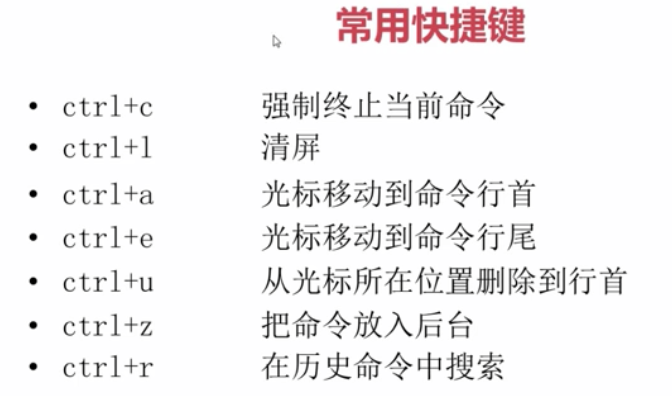 常用快捷键
• ctrl+c 强制终止当前命令
• ctrl+l 清屏
• ctrl+a 光标移动到命令行首
• ctrl+e 光标移动到命令行尾
• ctrl+u 从光标所在位置删除到行首
• ctrl+z 把命令放入后台
• ctrl+r 在历史命令中搜索